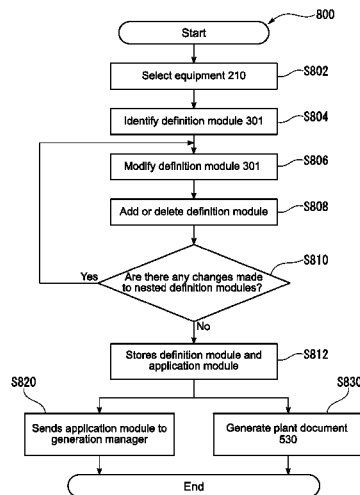 800
Start
Select equipment 210
S802
Identify definition module 301
S804
Modify definition module 301
S806
Add or delete definition module
S808
Are there any changes made
to nested definition modules?
S810
Yes
No
Stores definition module and
application module
S812
S820
Sends application module to
generation manager
S830
Generate plant document
530
End